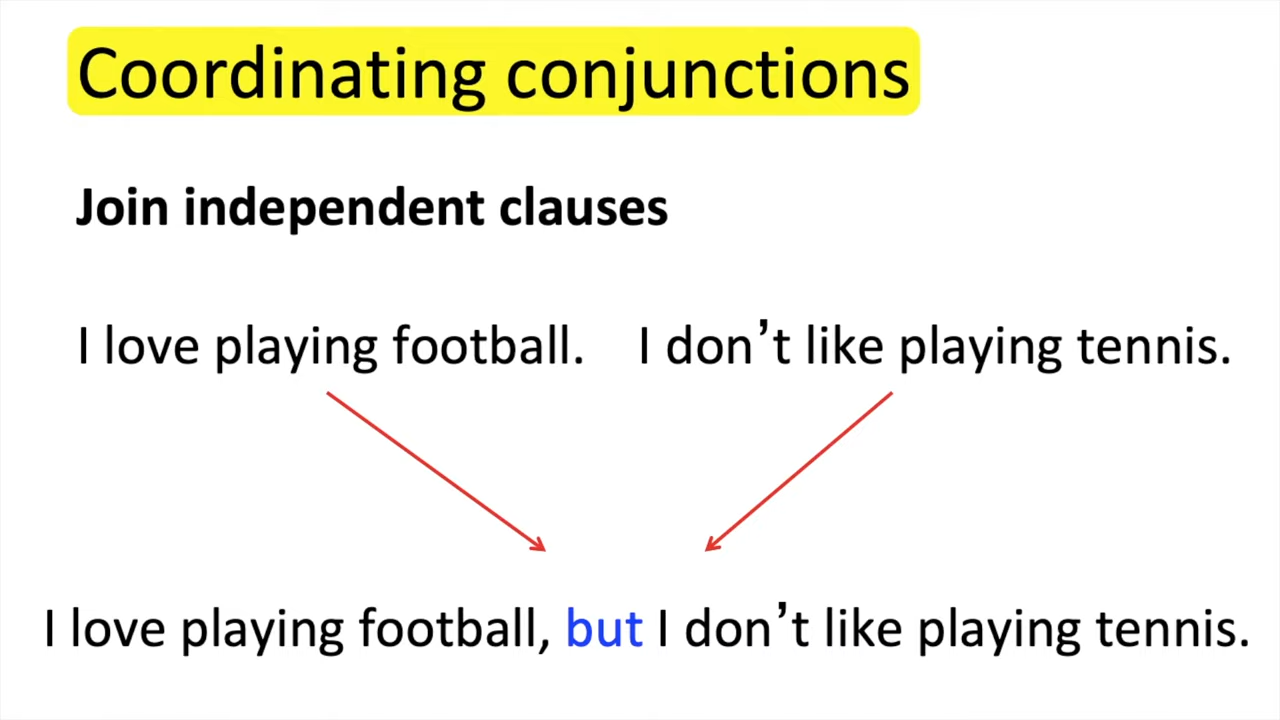 Coordinating conjunctions
Join independent clauses
I love playing football. I don’t like playing tennis.
I love playing football, but I don’t like playing tennis.